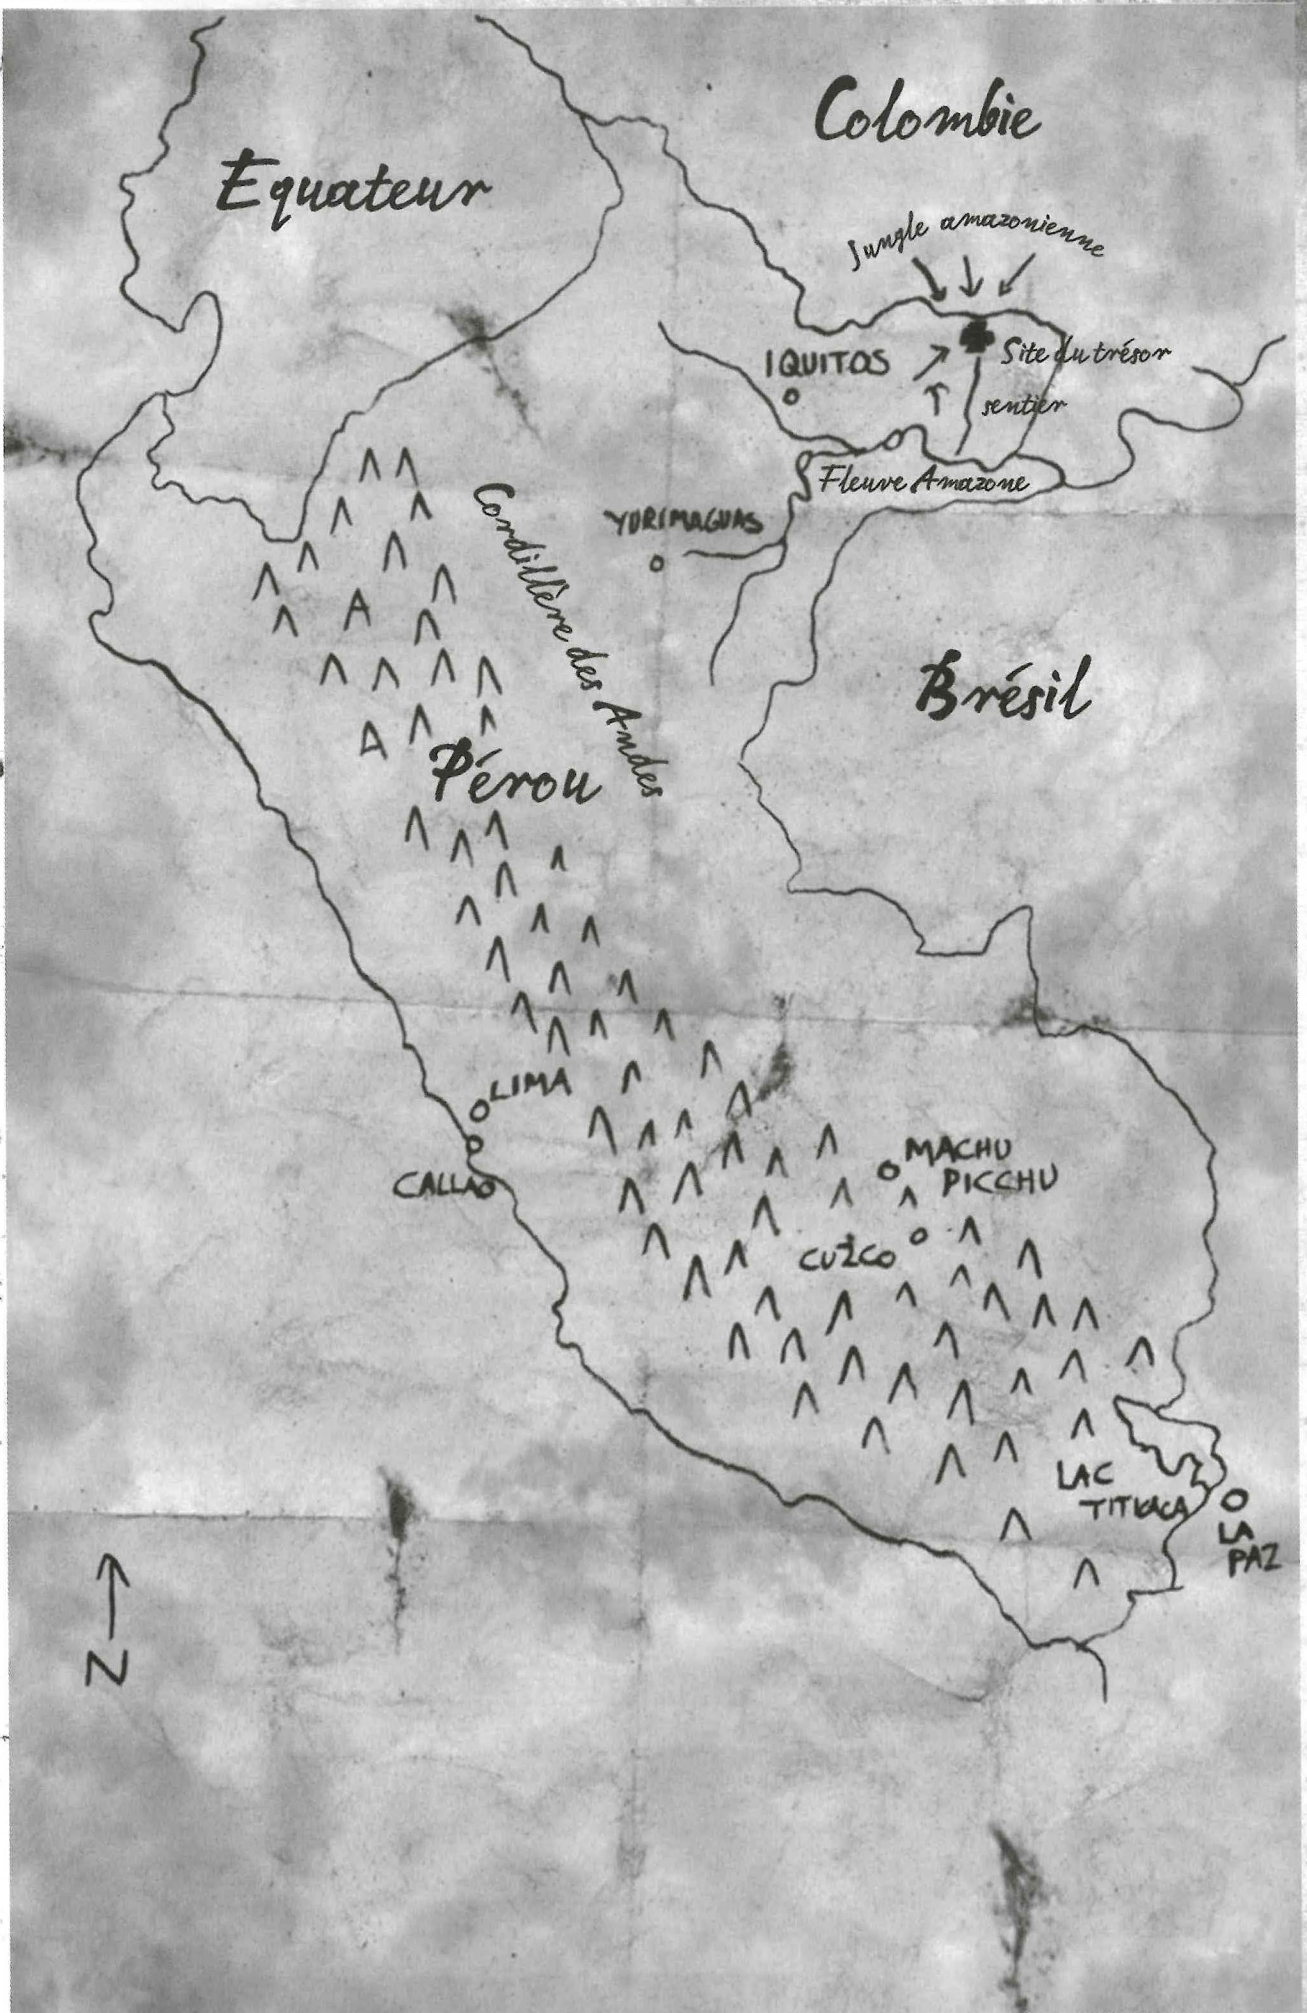 Colombie
Equateur
Jungle amazonienne
IQUITOS
Site du trésor
sentier
Fleuve Amazone
YURIMAGUAS
Cordillère des Andes
Brésil
Pérou
LIMA
CALLAO
MACHU
PICCHU
CUZCO
LAC
TITICACA
LA
PAZ
N